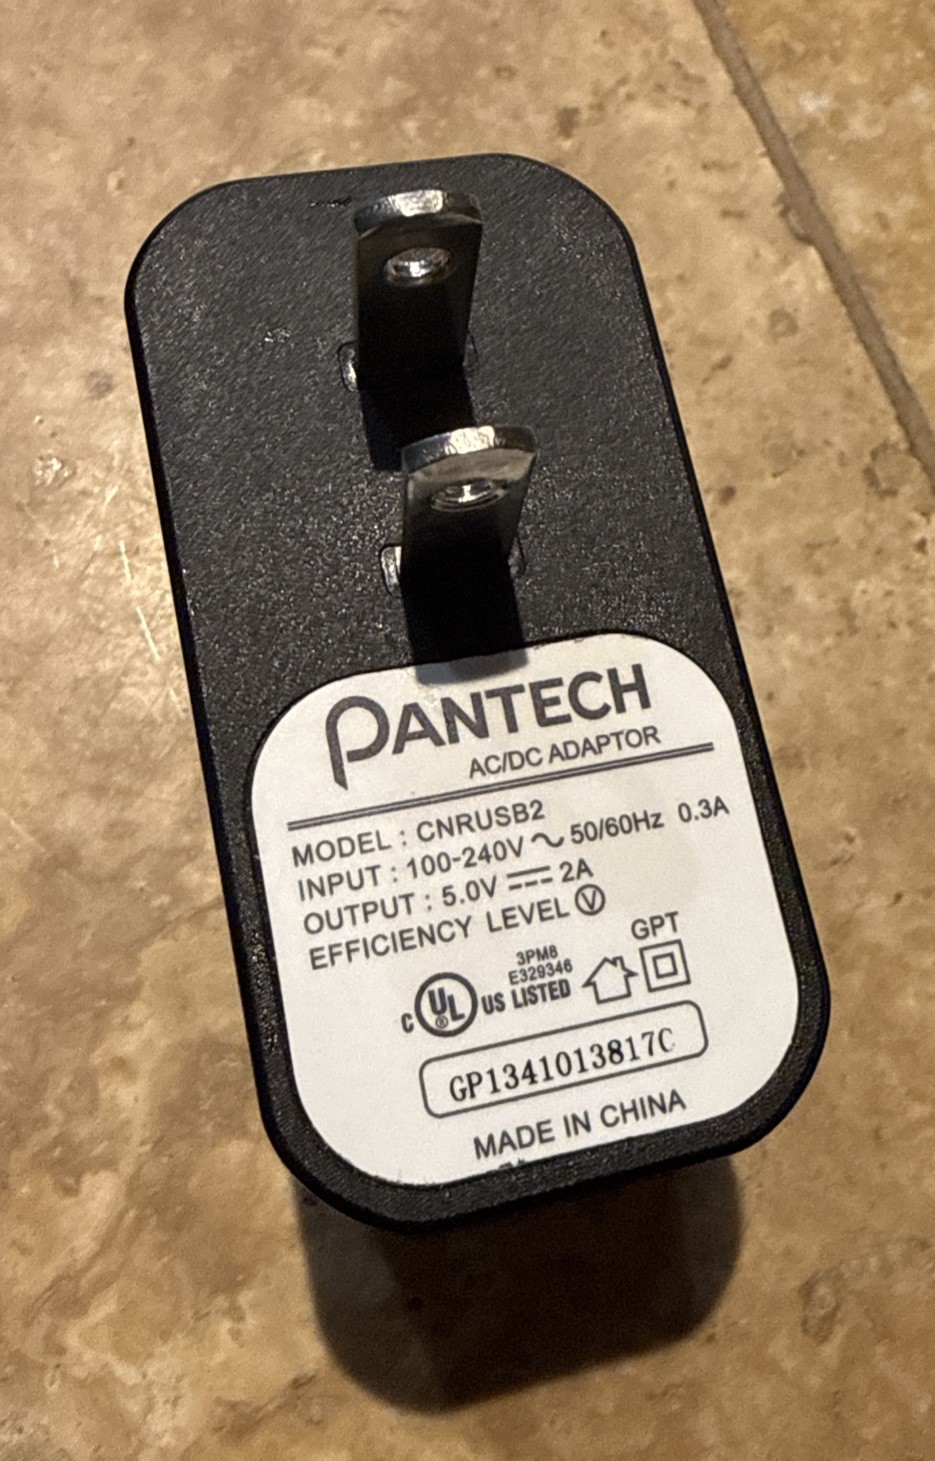 PANTECH
AC/DC ADAPTOR
MODEL : CNRUSB2
INPUT : 100-240V ~ 50/60Hz 0.3A
OUTPUT : 5.0V ⎓ 2A
EFFICIENCY LEVEL Ⓥ
GPT
3PM8
E329346
c UL ® US LISTED
GP1341013817C
MADE IN CHINA